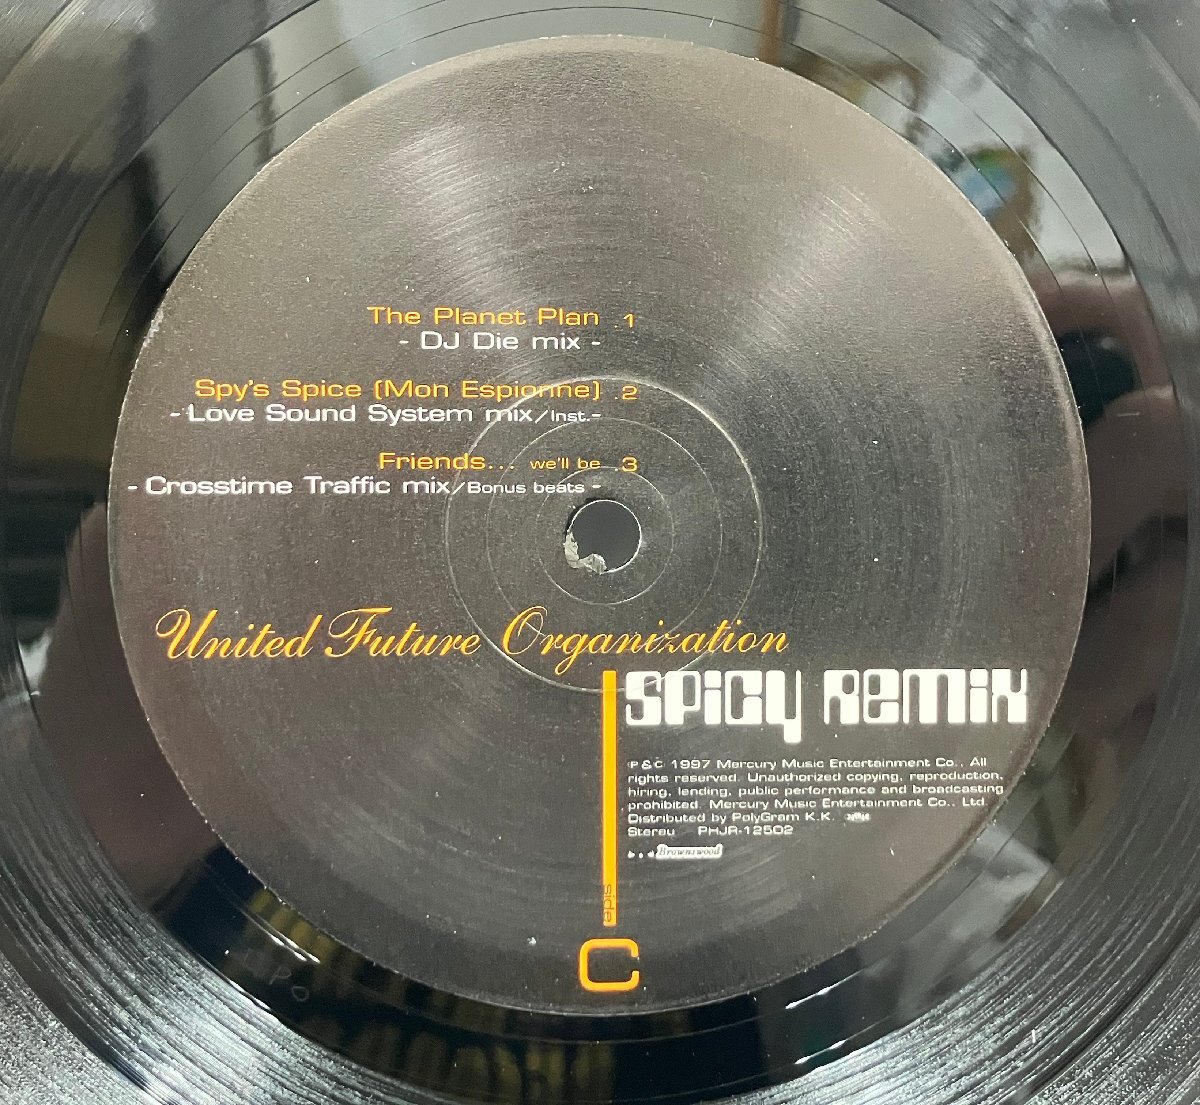 The Planet Plan .1
- DJ Die mix -
Spy's Spice (Mon Espionne) .2
- Love Sound System mix/Inst.-
Friends... we'll be .3
- Crosstime Traffic mix/Bonus beats -
United Future Organization
SPICY REMIX
P & C 1997 Mercury Music Entertainment Co., All
rights reserved. Unauthorized copying, reproduction,
hiring, lending, public performance and broadcasting
prohibited. Mercury Music Entertainment Co., Ltd.
Distributed by PolyGram K.K.
Stereo PHJR-12502
Brownswood
side
C